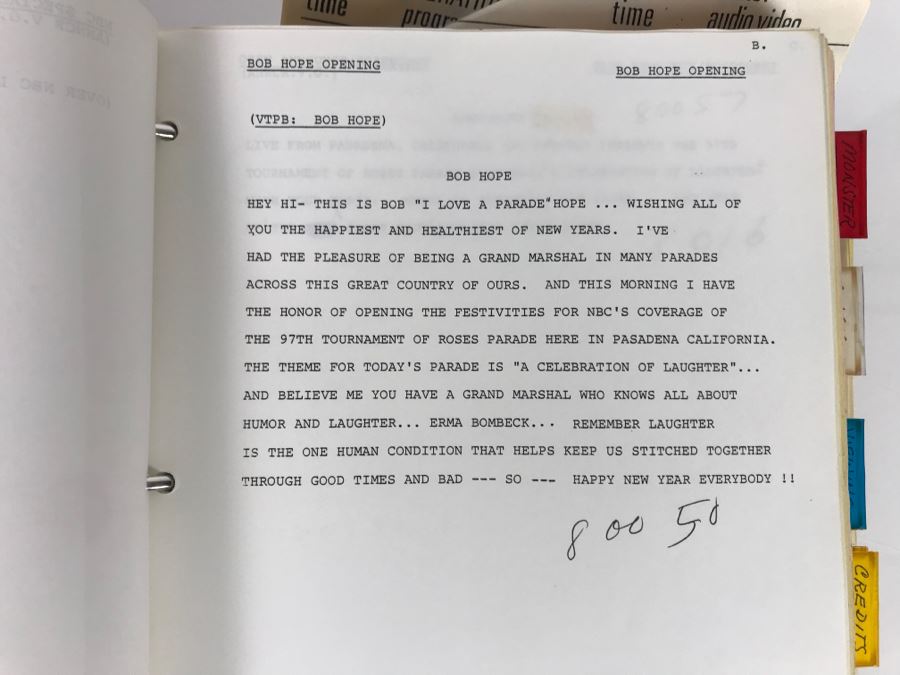 time
time
audio video
B.
BOB HOPE OPENING
BOB HOPE OPENING
(VTPB: BOB HOPE)
BOB HOPE
HEY HI- THIS IS BOB "I LOVE A PARADE"HOPE ... WISHING ALL OF
YOU THE HAPPIEST AND HEALTHIEST OF NEW YEARS. I'VE
HAD THE PLEASURE OF BEING A GRAND MARSHAL IN MANY PARADES
ACROSS THIS GREAT COUNTRY OF OURS. AND THIS MORNING I HAVE
THE HONOR OF OPENING THE FESTIVITIES FOR NBC'S COVERAGE OF
THE 97TH TOURNAMENT OF ROSES PARADE HERE IN PASADENA CALIFORNIA.
THE THEME FOR TODAY'S PARADE IS "A CELEBRATION OF LAUGHTER"...
AND BELIEVE ME YOU HAVE A GRAND MARSHAL WHO KNOWS ALL ABOUT
HUMOR AND LAUGHTER... ERMA BOMBECK... REMEMBER LAUGHTER
IS THE ONE HUMAN CONDITION THAT HELPS KEEP US STITCHED TOGETHER
THROUGH GOOD TIMES AND BAD --- SO --- HAPPY NEW YEAR EVERYBODY !!
8 00 50
MONSTER
CREDITS